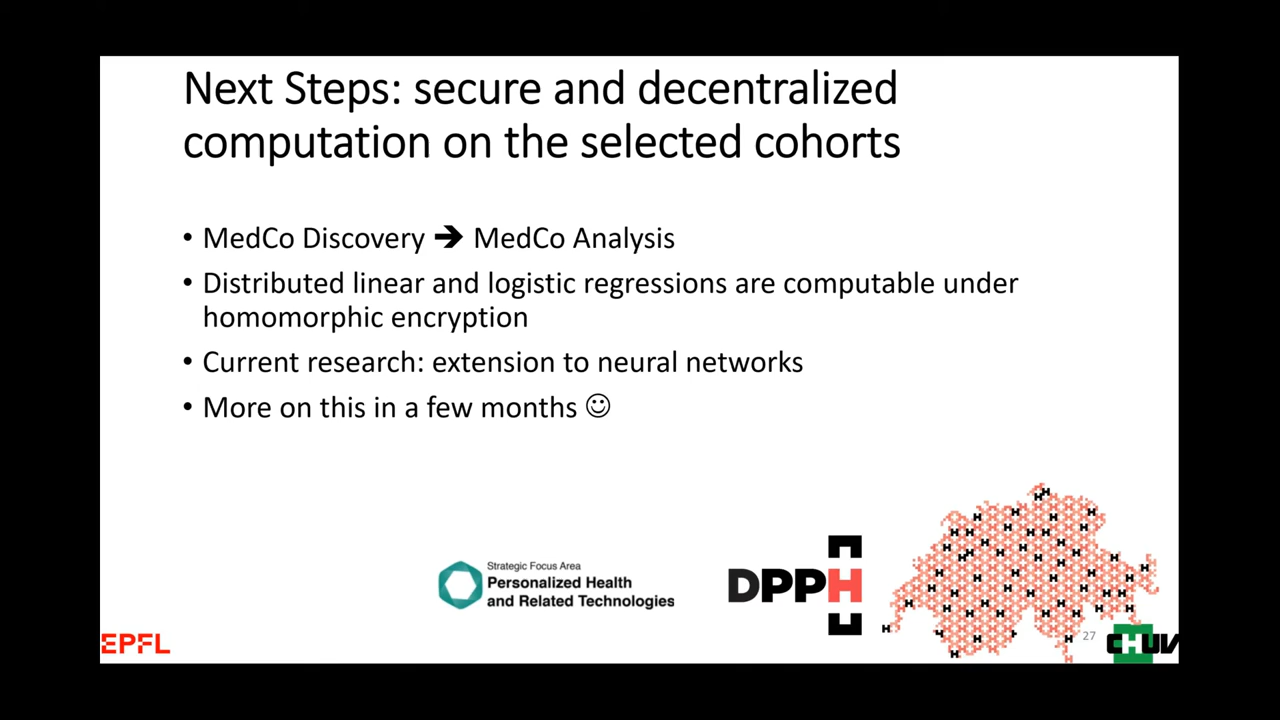 Next Steps: secure and decentralized
computation on the selected cohorts
• MedCo Discovery ➔ MedCo Analysis
• Distributed linear and logistic regressions are computable under
homomorphic encryption
• Current research: extension to neural networks
• More on this in a few months ☺
Strategic Focus Area
Personalized Health
and Related Technologies
DPPH
EPFL
27
CHUV